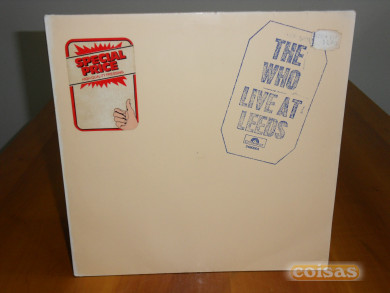 SPECIAL
PRICE
THE
WHO
LIVE AT
LEEDS
coisas